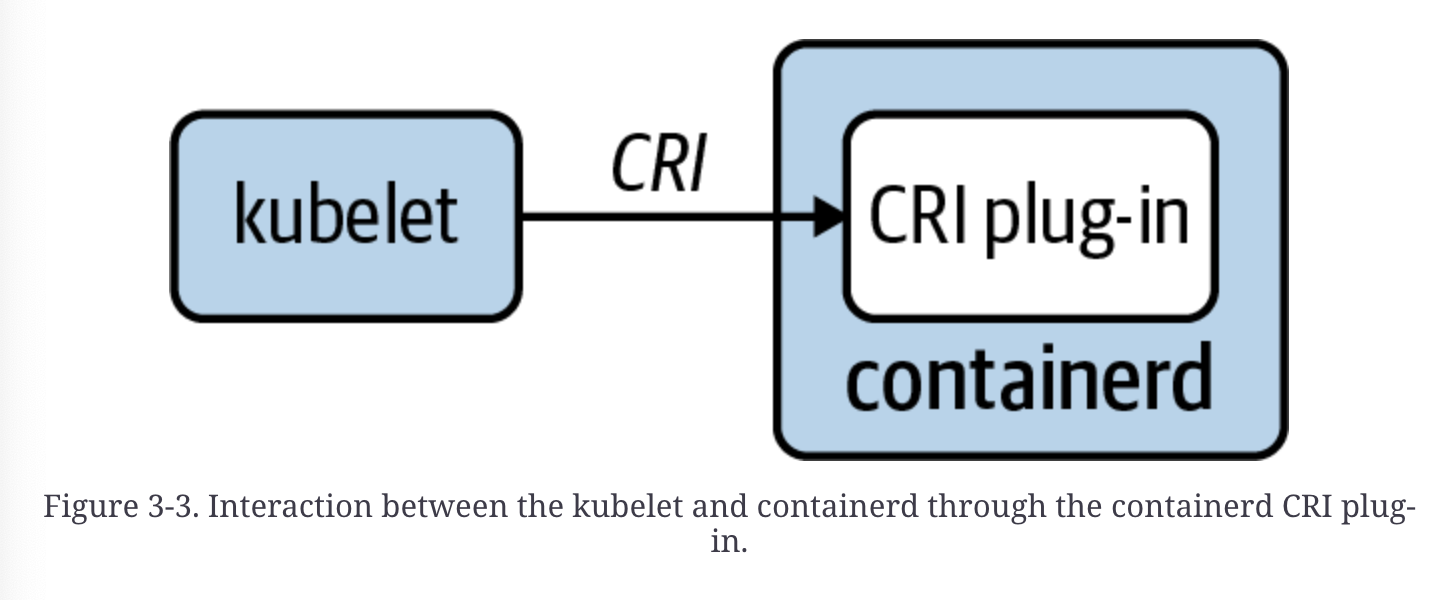 kubelet
CRI
CRI plug-in
containerd
Figure 3-3. Interaction between the kubelet and containerd through the containerd CRI plug-
in.